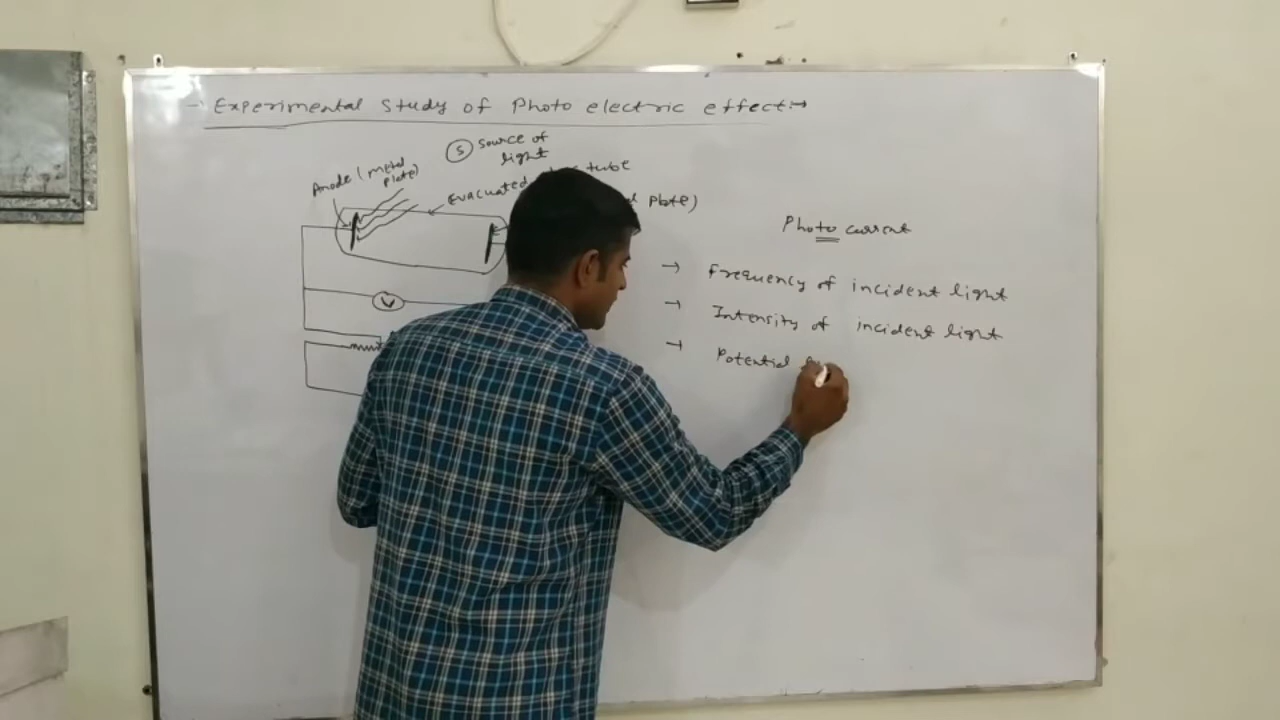 Experimental Study of Photo electric effect:→
(S) Source of
light
Anode (metal
plate)
Evacuated tube
plate)
Photo current
→ Frequency of incident light
→ Intensity of incident light
→ Potential
V